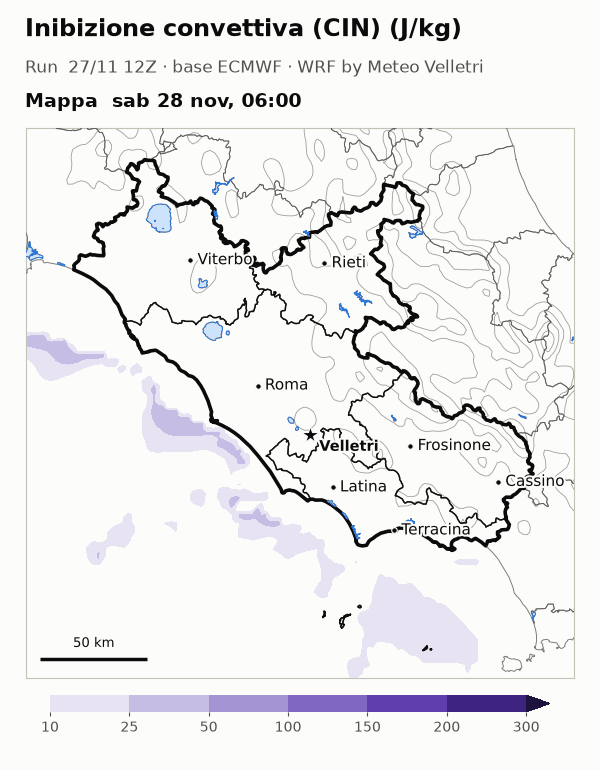 Inibizione convettiva (CIN) (J/kg)
Run 27/11 12Z · base ECMWF · WRF by Meteo Velletri
Mappa sab 28 nov, 06:00
Viterbo
Rieti
Roma
Velletri
Frosinone
Cassino
Latina
Terracina
50 km
10 25 50 100 150 200 300